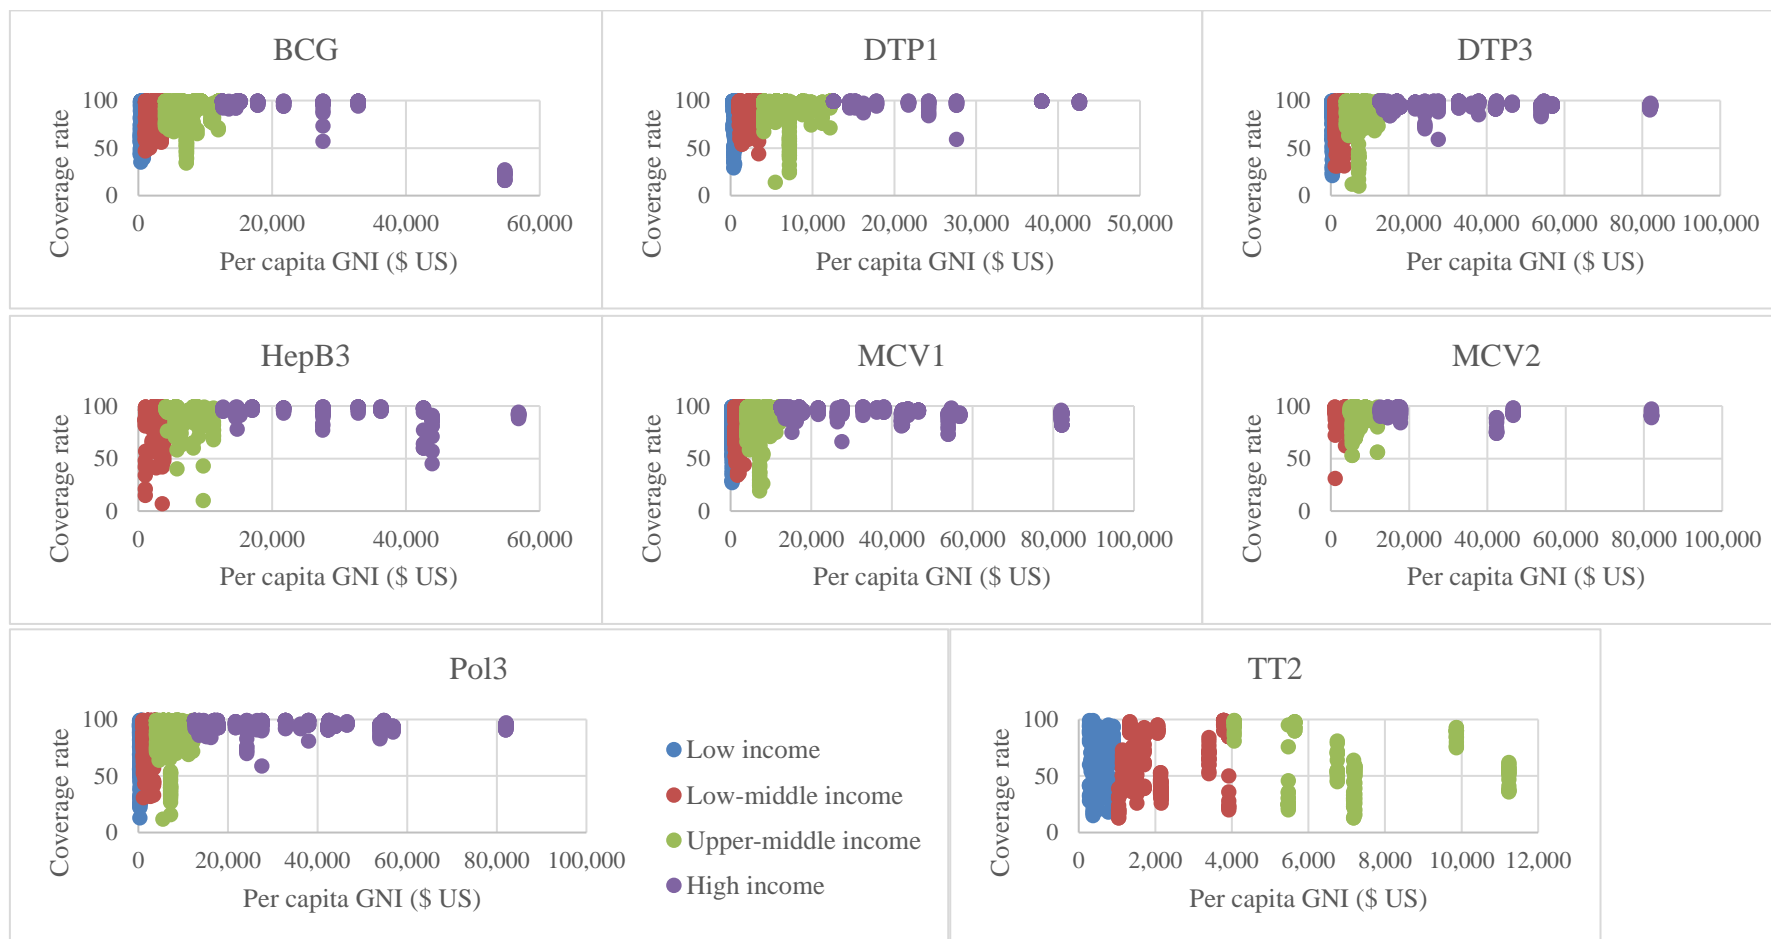 BCG
Coverage rate
100
50
0
0 20,000 40,000 60,000
Per capita GNI ($ US)
DTP1
Coverage rate
100
50
0
0 10,000 20,000 30,000 40,000 50,000
Per capita GNI ($ US)
DTP3
Coverage rate
100
50
0
0 20,000 40,000 60,000 80,000 100,000
Per capita GNI ($ US)
HepB3
Coverage rate
100
50
0
0 20,000 40,000 60,000
Per capita GNI ($ US)
MCV1
Coverage rate
100
50
0
0 20,000 40,000 60,000 80,000 100,000
Per capita GNI ($ US)
MCV2
Coverage rate
100
50
0
0 20,000 40,000 60,000 80,000 100,000
Per capita GNI ($ US)
Pol3
Coverage rate
100
50
0
0 20,000 40,000 60,000 80,000 100,000
Per capita GNI ($ US)
Low income
Low-middle income
Upper-middle income
High income
TT2
Coverage rate
100
50
0
0 2,000 4,000 6,000 8,000 10,000 12,000
Per capita GNI ($ US)